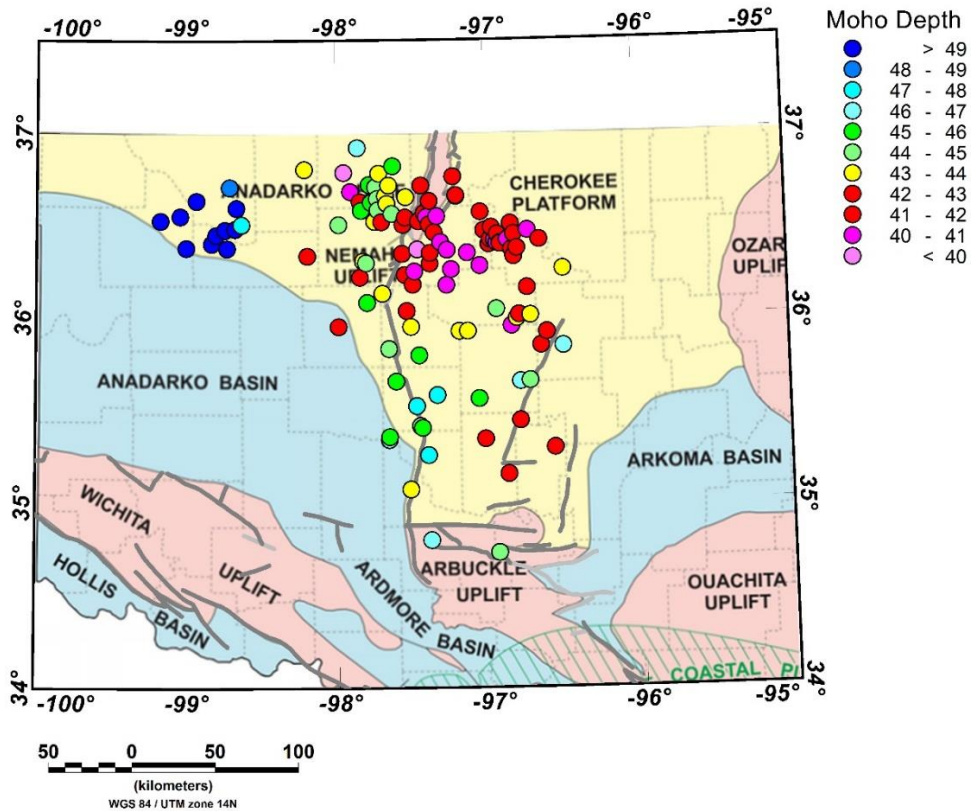 -100° -99° -98° -97° -96° -95°
Moho Depth
> 49
48 - 49
47 - 48
46 - 47
45 - 46
44 - 45
43 - 44
42 - 43
41 - 42
40 - 41
< 40
37° 37°
NADARKO
CHEROKEE
PLATFORM
OZAR
UPLIF
NEMAH
UPLIFT
36° 36°
ANADARKO BASIN
ARKOMA BASIN
35° 35°
WICHITA
UPLIFT
HOLLIS
BASIN
ARDMORE BASIN
ARBUCKLE
UPLIFT
OUACHITA
UPLIFT
COASTAL PL
34° 34°
-100° -99° -98° -97° -96° -95°
50 0 50 100
(kilometers)
WGS 84 / UTM zone 14N